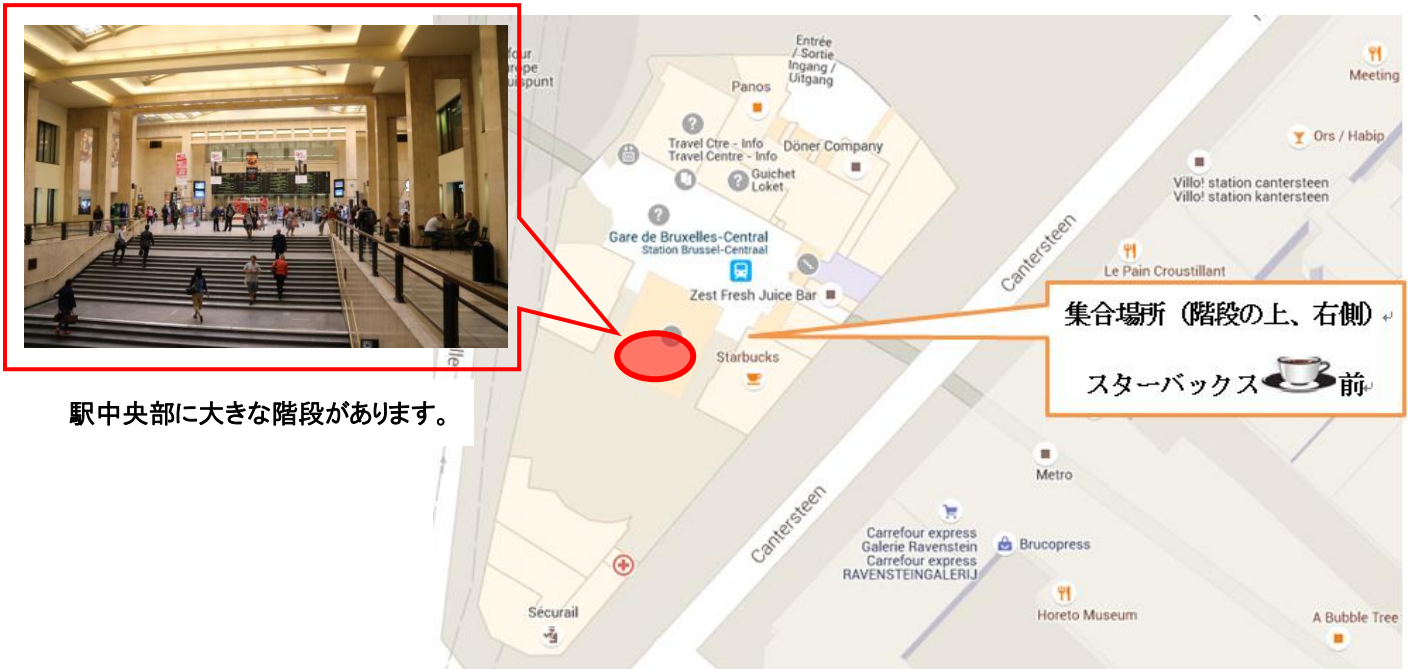 駅中央部に大きな階段があります。
four
rope
uispunt
Entrée
/ Sortie
Ingang /
Uitgang
Panos
Travel Ctre - Info
Travel Centre - Info
Döner Company
Guichet
Loket
Gare de Bruxelles-Central
Station Brussel-Centraal
Zest Fresh Juice Bar
Starbucks
Cantersteen
Cantersteen
Meeting
Ors / Habip
Villo! station cantersteen
Villo! station kantersteen
Le Pain Croustillant
集合場所（階段の上、右側）
スターバックス前
Metro
Carrefour express
Galerie Ravenstein
Carrefour express
RAVENSTEINGALERIJ
Brucopress
Horeto Museum
A Bubble Tree
Sécurail